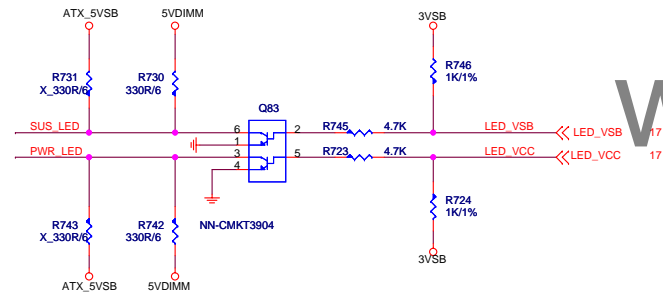 ATX_5VSB 5VDIMM 3VSB
R731 X_330R/6 R730 330R/6 R746 1K/1%
Q83
SUS_LED 6 2 R745 4.7K LED_VSB LED_VSB 17
1
PWR_LED 3 5 R723 4.7K LED_VCC LED_VCC 17
4
R743 X_330R/6 R742 330R/6 NN-CMKT3904 R724 1K/1%
ATX_5VSB 5VDIMM 3VSB